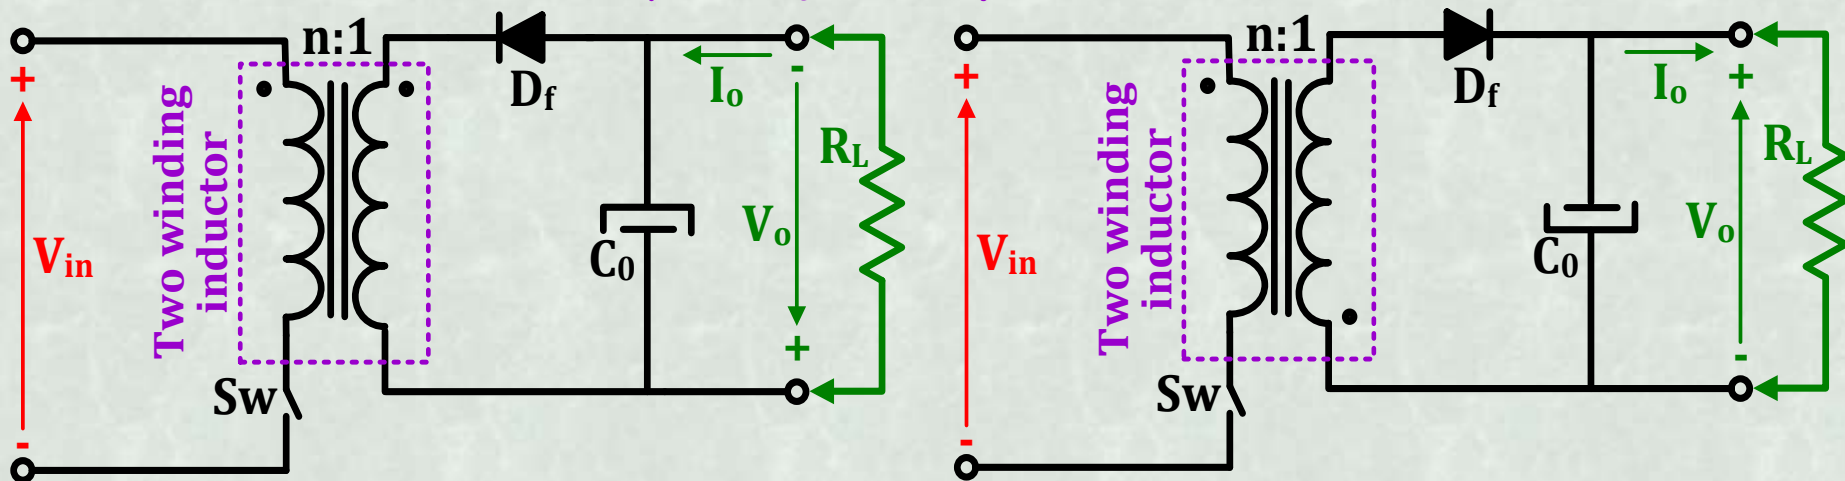 n:1
Df
+
-
Io
Two winding
inductor
RL
Vin
Vo
C0
+
Sw
-
n:1
Df
+
+
Io
Two winding
inductor
RL
Vin
Vo
C0
-
Sw
-